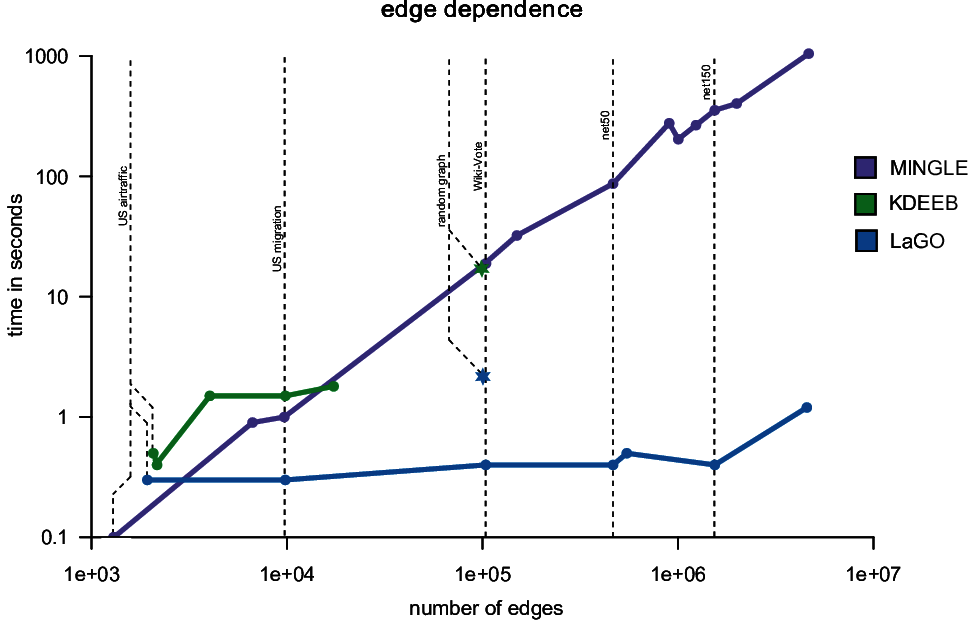 edge dependence
1000
100
10
1
0.1
time in seconds
US airtraffic
US migration
random graph
Wiki-Vote
net50
net150
MINGLE
KDEEB
LaGO
1e+03
1e+04
1e+05
1e+06
1e+07
number of edges